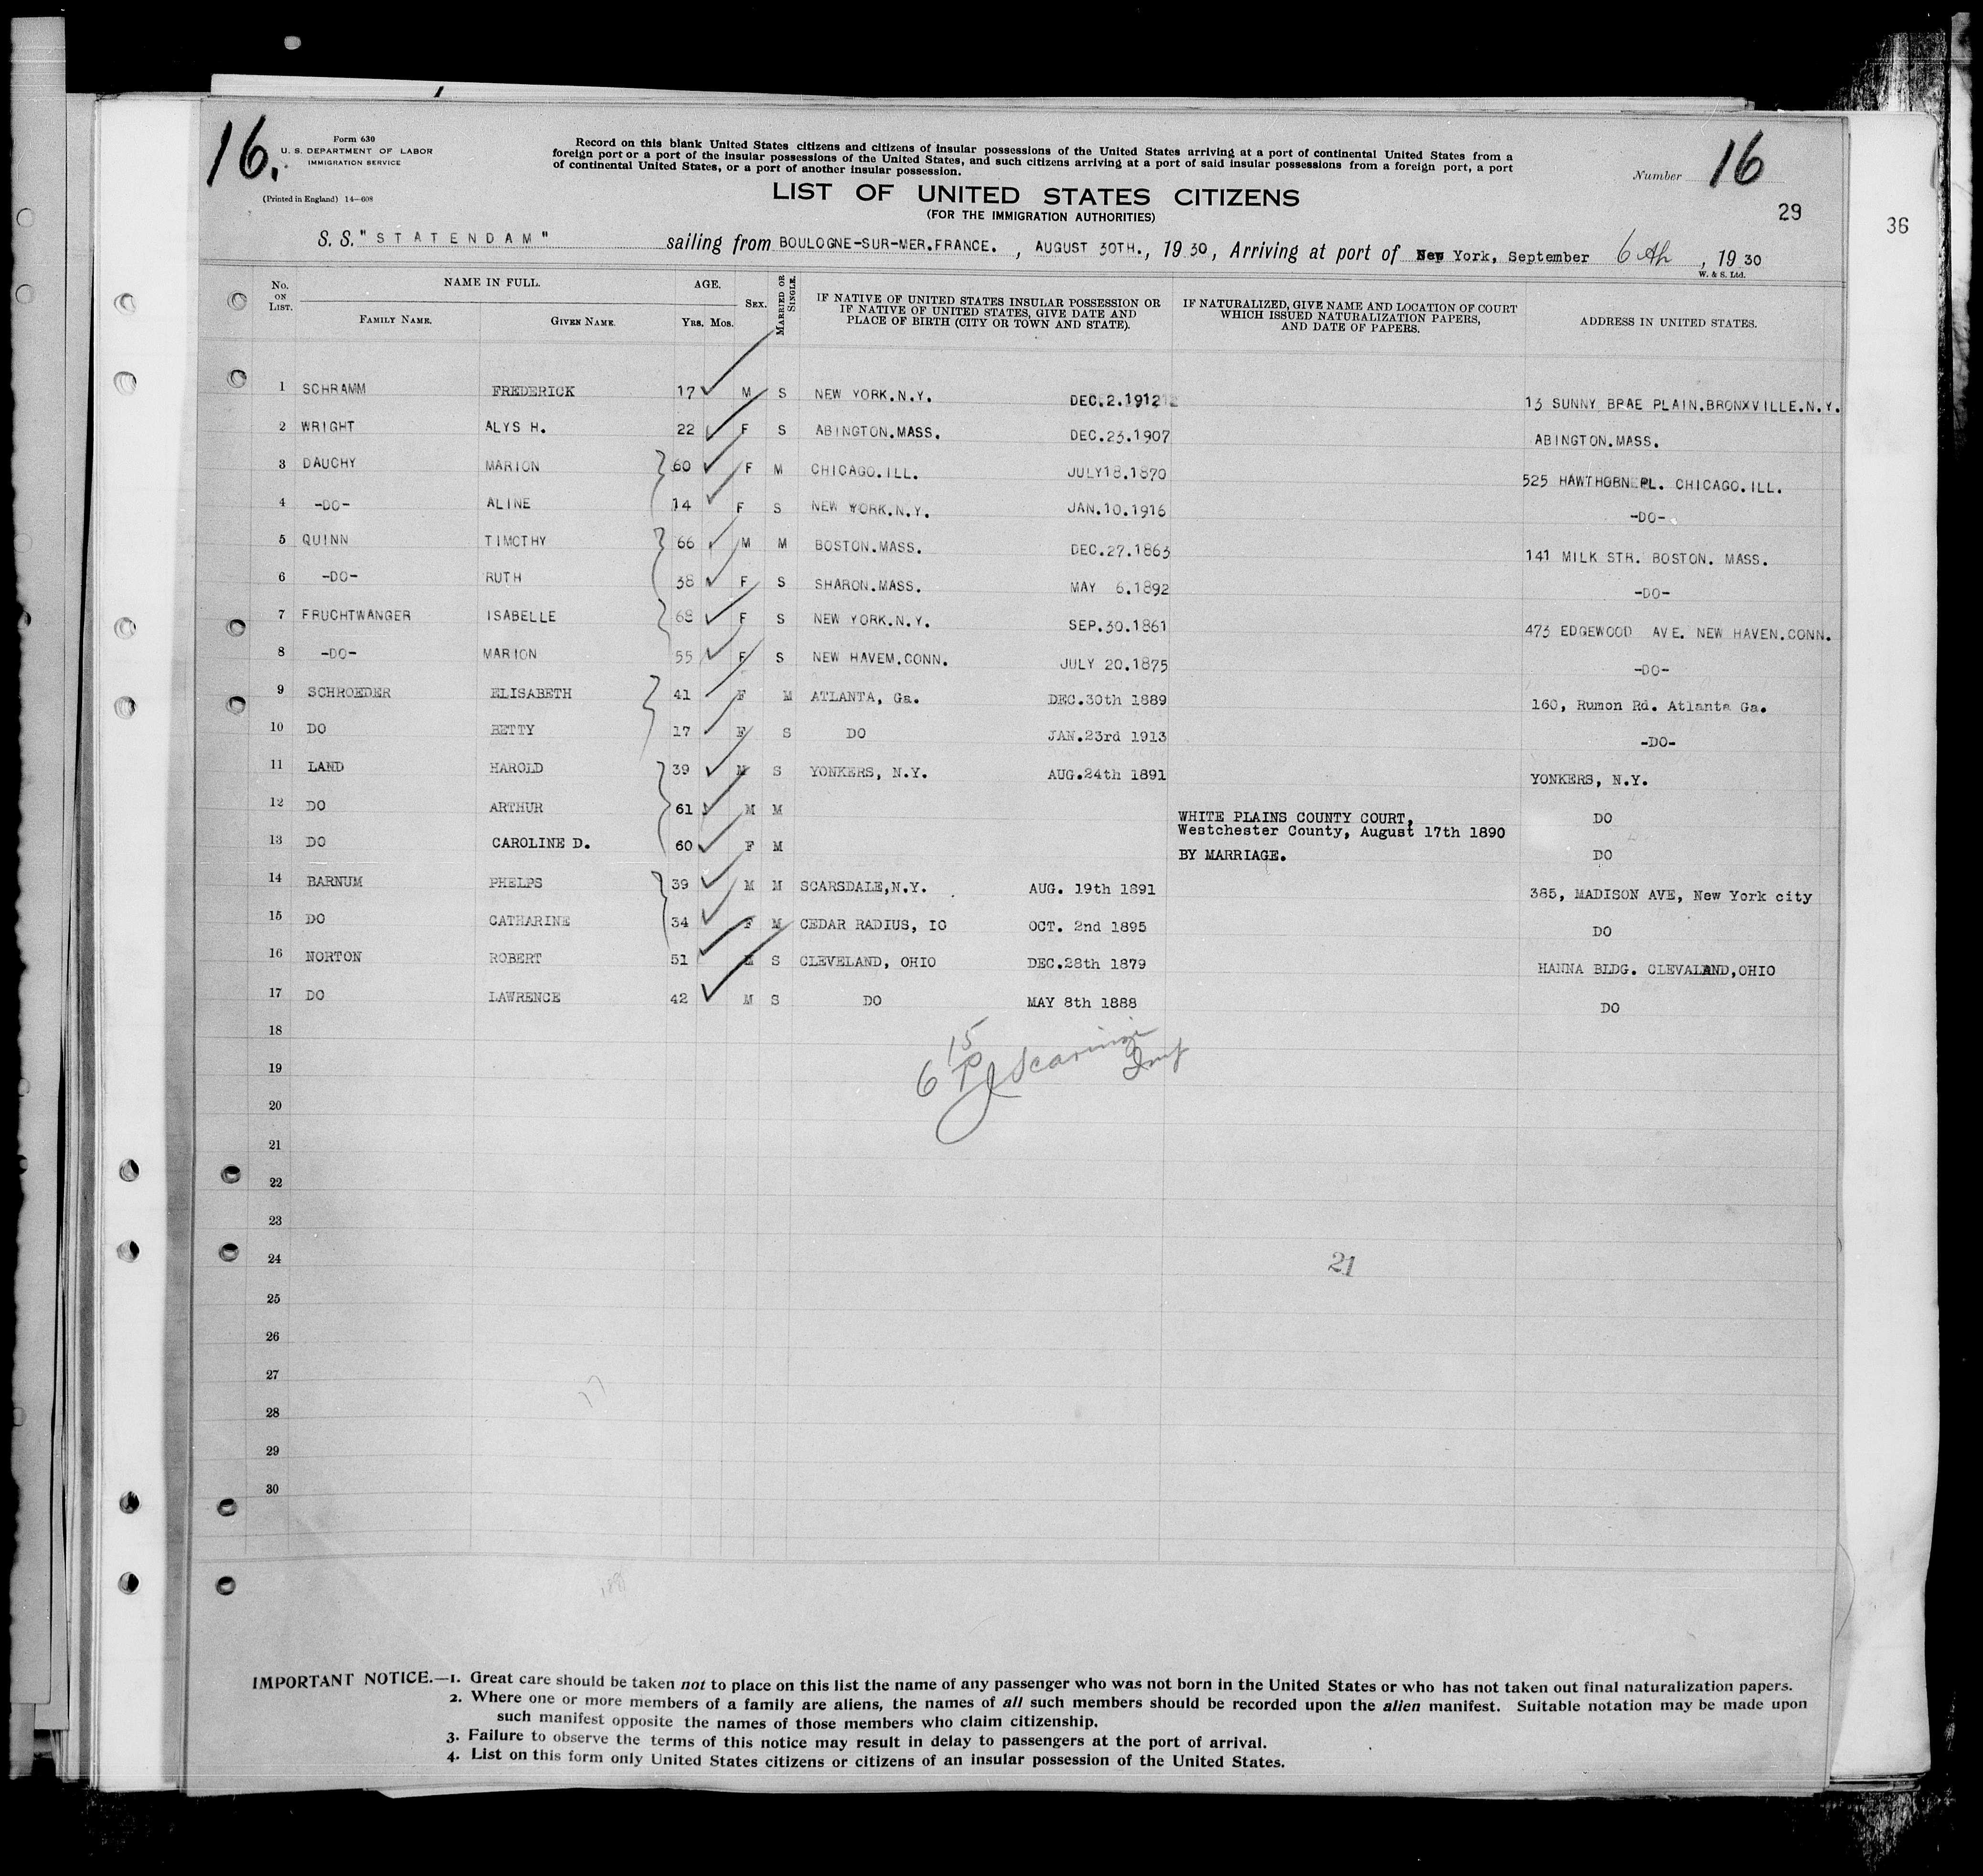 16.
Form 630
U. S. DEPARTMENT OF LABOR
IMMIGRATION SERVICE
(Printed in England) 14—608
Record on this blank United States citizens and citizens of insular possessions of the United States arriving at a port of continental United States from a
foreign port or a port of the insular possessions of the United States, and such citizens arriving at a port of said insular possessions from a foreign port, a port
of continental United States, or a port of another insular possession.
Number 16
LIST OF UNITED STATES CITIZENS
(FOR THE IMMIGRATION AUTHORITIES)
29
36
S. S. "STATENDAM" sailing from BOULOGNE-SUR-MER.FRANCE. , AUGUST 30TH., 19 30, Arriving at port of New York, September 6th , 19 30
W. & S. Ltd.
No. ON LIST. NAME IN FULL. FAMILY NAME. GIVEN NAME. AGE. YRS. MOS. SEX. MARRIED OR SINGLE. IF NATIVE OF UNITED STATES INSULAR POSSESSION OR IF NATIVE OF UNITED STATES, GIVE DATE AND PLACE OF BIRTH (CITY OR TOWN AND STATE). IF NATURALIZED, GIVE NAME AND LOCATION OF COURT WHICH ISSUED NATURALIZATION PAPERS, AND DATE OF PAPERS. ADDRESS IN UNITED STATES.
1 SCHRAMM FREDERICK 17 M S NEW YORK.N.Y. DEC.2.1912 13 SUNNY BRAE PLAIN.BRONXVILLE.N.Y.
2 WRIGHT ALYS H. 22 F S ABINGTON.MASS. DEC.23.1907 ABINGTON.MASS.
3 DAUCHY MARION 60 F M CHICAGO.ILL. JULY18.1870 525 HAWTHORN PL. CHICAGO.ILL.
4 -DO- ALINE 14 F S NEW YORK.N.Y. JAN.10.1916 -DO-
5 QUINN TIMOTHY 66 M M BOSTON.MASS. DEC.27.1863 141 MILK STR. BOSTON. MASS.
6 -DO- RUTH 38 F S SHARON.MASS. MAY 6.1892 -DO-
7 FRUCHTWANGER ISABELLE 68 F S NEW YORK.N.Y. SEP.30.1861 473 EDGEWOOD AVE. NEW HAVEN.CONN.
8 -DO- MARION 55 F S NEW HAVEM.CONN. JULY 20.1875 -DO-
9 SCHROEDER ELISABETH 41 F M ATLANTA, Ga. DEC.30th 1889 160, Rumon Rd. Atlanta Ga.
10 DO BETTY 17 F S DO JAN.23rd 1913 -DO-
11 LAND HAROLD 39 M S YONKERS, N.Y. AUG.24th 1891 YONKERS, N.Y.
12 DO ARTHUR 61 M M WHITE PLAINS COUNTY COURT, DO
Westchester County, August 17th 1890
13 DO CAROLINE D. 60 F M BY MARRIAGE. DO
14 BARNUM PHELPS 39 M M SCARSDALE,N.Y. AUG. 19th 1891 385, MADISON AVE, New York city
15 DO CATHARINE 34 F M CEDAR RADIUS, IO OCT. 2nd 1895 DO
16 NORTON ROBERT 51 M S CLEVELAND, OHIO DEC.28th 1879 HANNA BLDG. CLEVALAND,OHIO
17 DO LAWRENCE 42 M S DO MAY 8th 1888 DO
18
6 15
19
20
21
22
23
24 21
25
26
27
28
29
30
IMPORTANT NOTICE.—1. Great care should be taken not to place on this list the name of any passenger who was not born in the United States or who has not taken out final naturalization papers.
2. Where one or more members of a family are aliens, the names of all such members should be recorded upon the alien manifest. Suitable notation may be made upon
such manifest opposite the names of those members who claim citizenship.
3. Failure to observe the terms of this notice may result in delay to passengers at the port of arrival.
4. List on this form only United States citizens or citizens of an insular possession of the United States.